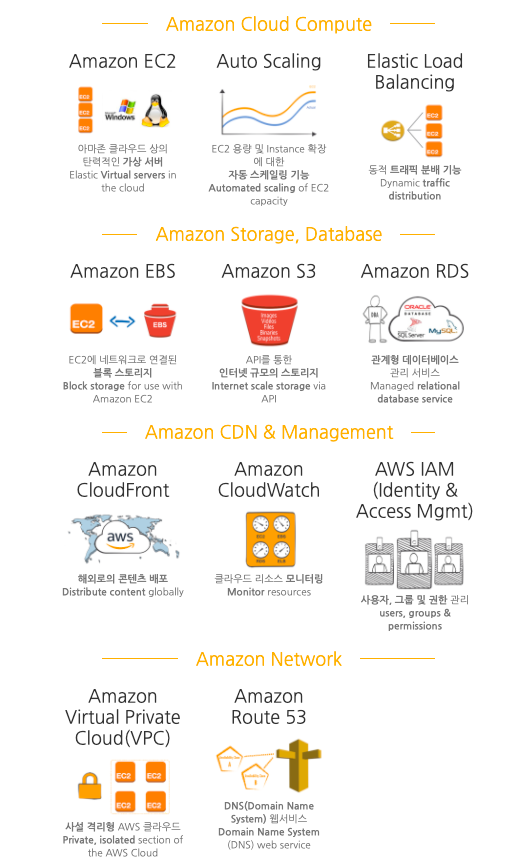 Amazon Cloud Compute
Amazon EC2
EC2
EC2
EC2
Windows
아마존 클라우드 상의
탄력적인 가상 서버
Elastic Virtual servers in
the cloud
Auto Scaling
EC2 용량 및 Instance 확장
에 대한
자동 스케일링 기능
Automated scaling of EC2
capacity
Elastic Load
Balancing
EC2
EC2
EC2
동적 트래픽 분배 기능
Dynamic traffic
distribution
Amazon Storage, Database
Amazon EBS
EC2
EBS
EC2에 네트워크로 연결된
블록 스토리지
Block storage for use with
Amazon EC2
Amazon S3
Images
Videos
Files
Binaries
Snapshots
API를 통한
인터넷 규모의 스토리지
Internet scale storage via
API
Amazon RDS
DBA
ORACLE
DATABASE
SQL Server
MySQL
관계형 데이터베이스
관리 서비스
Managed relational
database service
Amazon CDN & Management
Amazon
CloudFront
aws
해외로의 콘텐츠 배포
Distribute content globally
Amazon
CloudWatch
EC2
EBS
RDS
ELB
클라우드 리소스 모니터링
Monitor resources
AWS IAM
(Identity &
Access Mgmt)
사용자, 그룹 및 권한 관리
users, groups &
permissions
Amazon Network
Amazon
Virtual Private
Cloud(VPC)
EC2
EC2
EC2
EC2
사설 격리형 AWS 클라우드
Private, isolated section of
the AWS Cloud
Amazon
Route 53
A
B
DNS(Domain Name
System) 웹서비스
Domain Name System
(DNS) web service